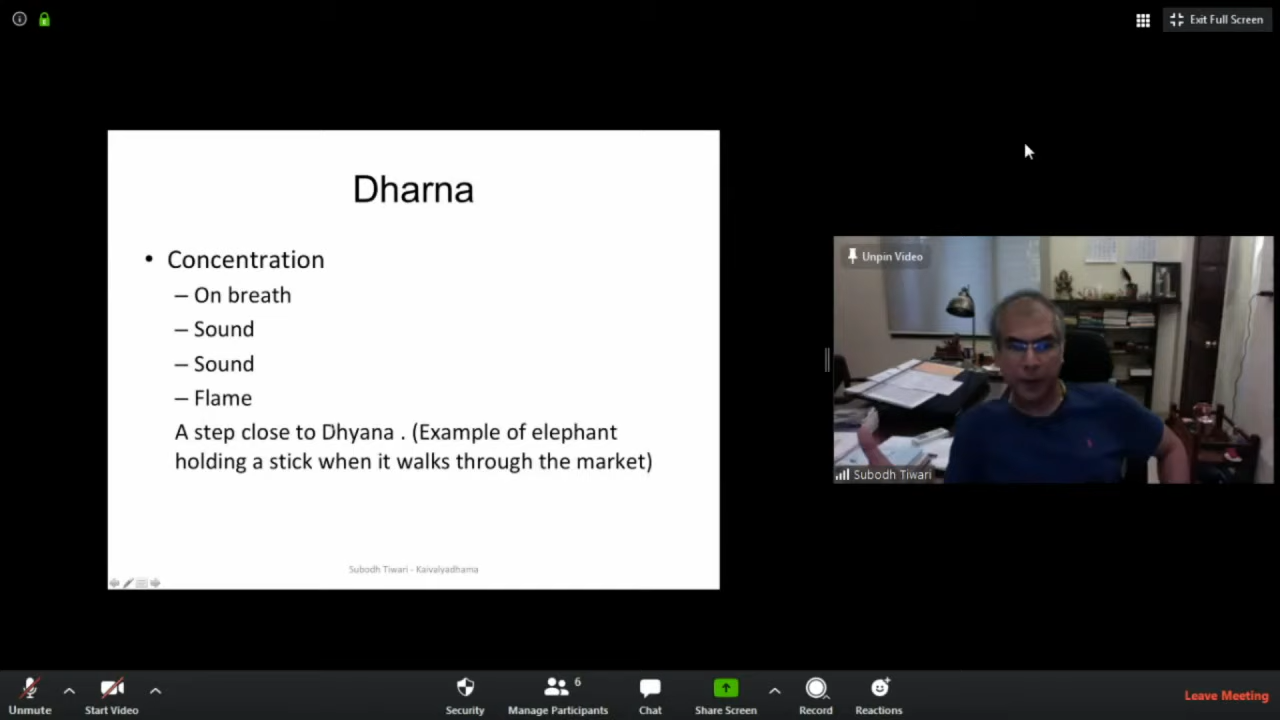 Exit Full Screen
Dharna
• Concentration
– On breath
– Sound
– Sound
– Flame
A step close to Dhyana . (Example of elephant
holding a stick when it walks through the market)
Subodh Tiwari - Kaivalyadhama
Unpin Video
Subodh Tiwari
Unmute
Start Video
Security
Manage Participants
6
Chat
Share Screen
Record
Reactions
Leave Meeting